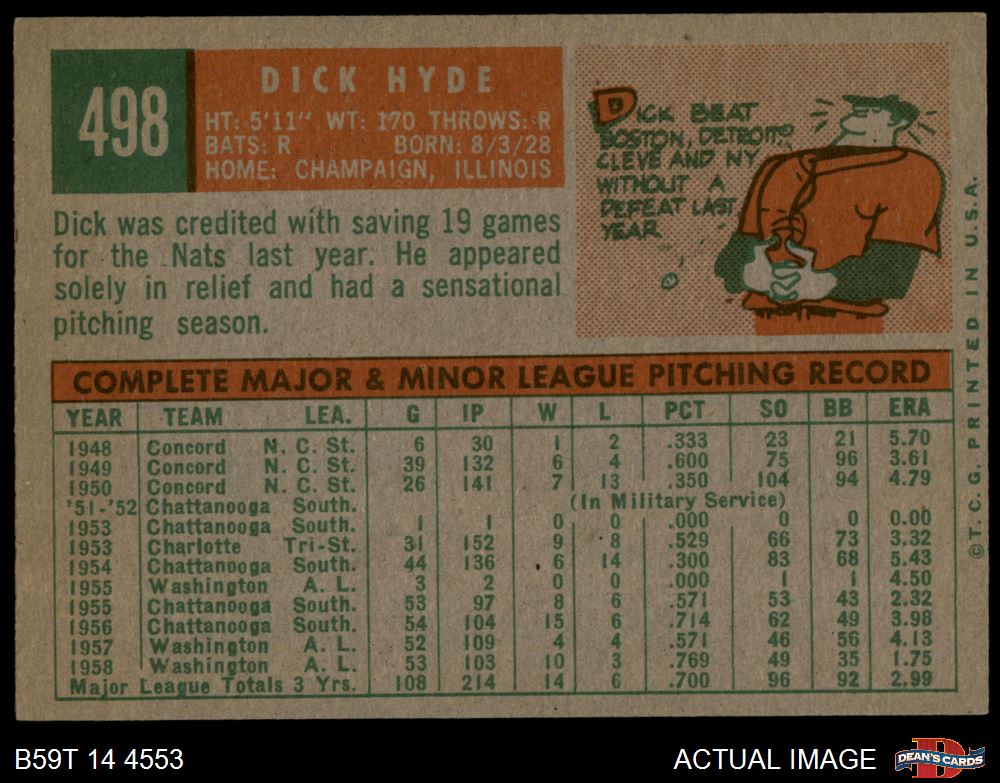 498
DICK HYDE
HT: 5'11" WT: 170 THROWS: R
BATS: R BORN: 8/3/28
HOME: CHAMPAIGN, ILLINOIS
DICK BEAT
BOSTON, DETROIT,
CLEVE AND NY
WITHOUT A
DEFEAT LAST
YEAR
Dick was credited with saving 19 games
for the Nats last year. He appeared
solely in relief and had a sensational
pitching season.
COMPLETE MAJOR & MINOR LEAGUE PITCHING RECORD
YEAR TEAM LEA. G IP W L PCT SO BB ERA
1948 Concord N. C. St. 6 30 1 2 .333 23 21 5.70
1949 Concord N. C. St. 39 132 6 4 .600 75 96 3.61
1950 Concord N. C. St. 26 141 7 13 .350 104 94 4.79
'51-'52 Chattanooga South. (In Military Service)
1953 Chattanooga South. 1 1 0 0 .000 0 0 0.00
1953 Charlotte Tri-St. 31 152 9 8 .529 66 73 3.32
1954 Chattanooga South. 44 136 6 14 .300 83 68 5.43
1955 Washington A. L. 3 2 0 0 .000 1 1 4.50
1955 Chattanooga South. 53 97 8 6 .571 53 43 2.32
1956 Chattanooga South. 54 104 15 6 .714 62 49 3.98
1957 Washington A. L. 52 109 4 4 .571 46 56 4.13
1958 Washington A. L. 53 103 10 3 .769 49 35 1.75
Major League Totals 3 Yrs. 108 214 14 6 .700 96 92 2.99
©T. C. G. PRINTED IN U.S.A.
B59T 14 4553
ACTUAL IMAGE
D
DEAN'S CARDS